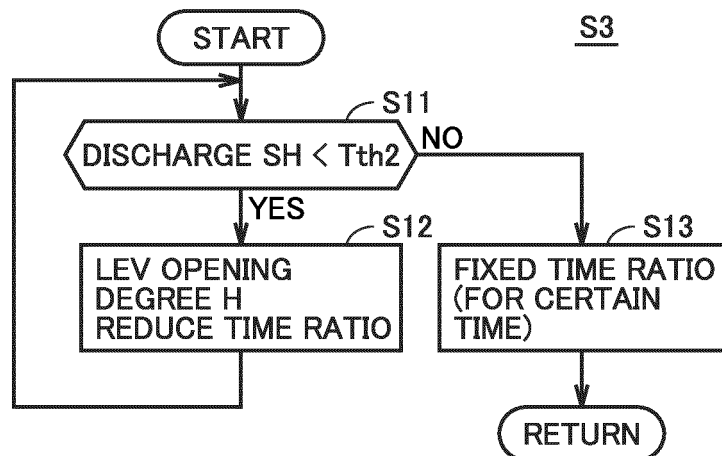 START
S3
S11
DISCHARGE SH < Tth2
NO
YES
S12
LEV OPENING
DEGREE H
REDUCE TIME RATIO
S13
FIXED TIME RATIO
(FOR CERTAIN
TIME)
RETURN